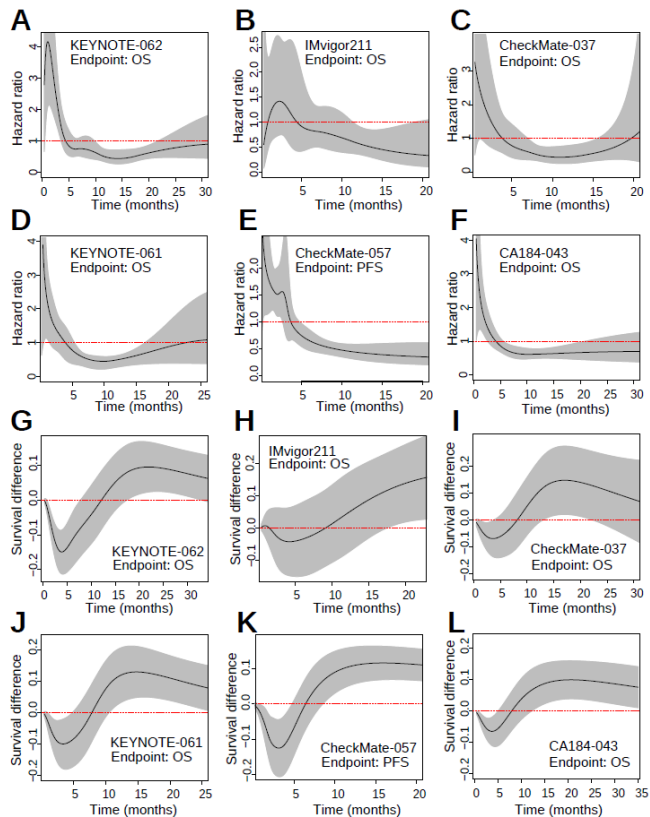 A
KEYNOTE-062
Endpoint: OS
Hazard ratio
0 1 2 3 4
0 5 10 15 20 25 30
Time (months)
B
IMvigor211
Endpoint: OS
Hazard ratio
0.0 0.5 1.0 1.5 2.0 2.5
5 10 15 20
Time (months)
C
CheckMate-037
Endpoint: OS
Hazard ratio
0 1 2 3
5 10 15 20
Time (months)
D
KEYNOTE-061
Endpoint: OS
Hazard ratio
0 1 2 3 4
5 10 15 20 25
Time (months)
E
CheckMate-057
Endpoint: PFS
Hazard ratio
0.0 0.5 1.0 1.5 2.0
5 10 15 20
Time (months)
F
CA184-043
Endpoint: OS
Hazard ratio
0 1 2 3 4
5 10 15 20 25 30
Time (months)
G
KEYNOTE-062
Endpoint: OS
Survival difference
−0.2 −0.1 0.0 0.1
0 5 10 15 20 25 30
Time (months)
H
IMvigor211
Endpoint: OS
Survival difference
−0.1 0.0 0.1 0.2
5 10 15 20
Time (months)
I
CheckMate-037
Endpoint: OS
Survival difference
−0.2 0.0 0.1 0.2
0 5 10 15 20 25 30
Time (months)
J
KEYNOTE-061
Endpoint: OS
Survival difference
−0.2 −0.1 0.0 0.1 0.2
0 5 10 15 20 25
Time (months)
K
CheckMate-057
Endpoint: PFS
Survival difference
−0.2 −0.1 0.0 0.1
0 5 10 15 20
Time (months)
L
CA184-043
Endpoint: OS
Survival difference
−0.2 −0.1 0.0 0.1 0.2
0 5 10 15 20 25 30 35
Time (months)